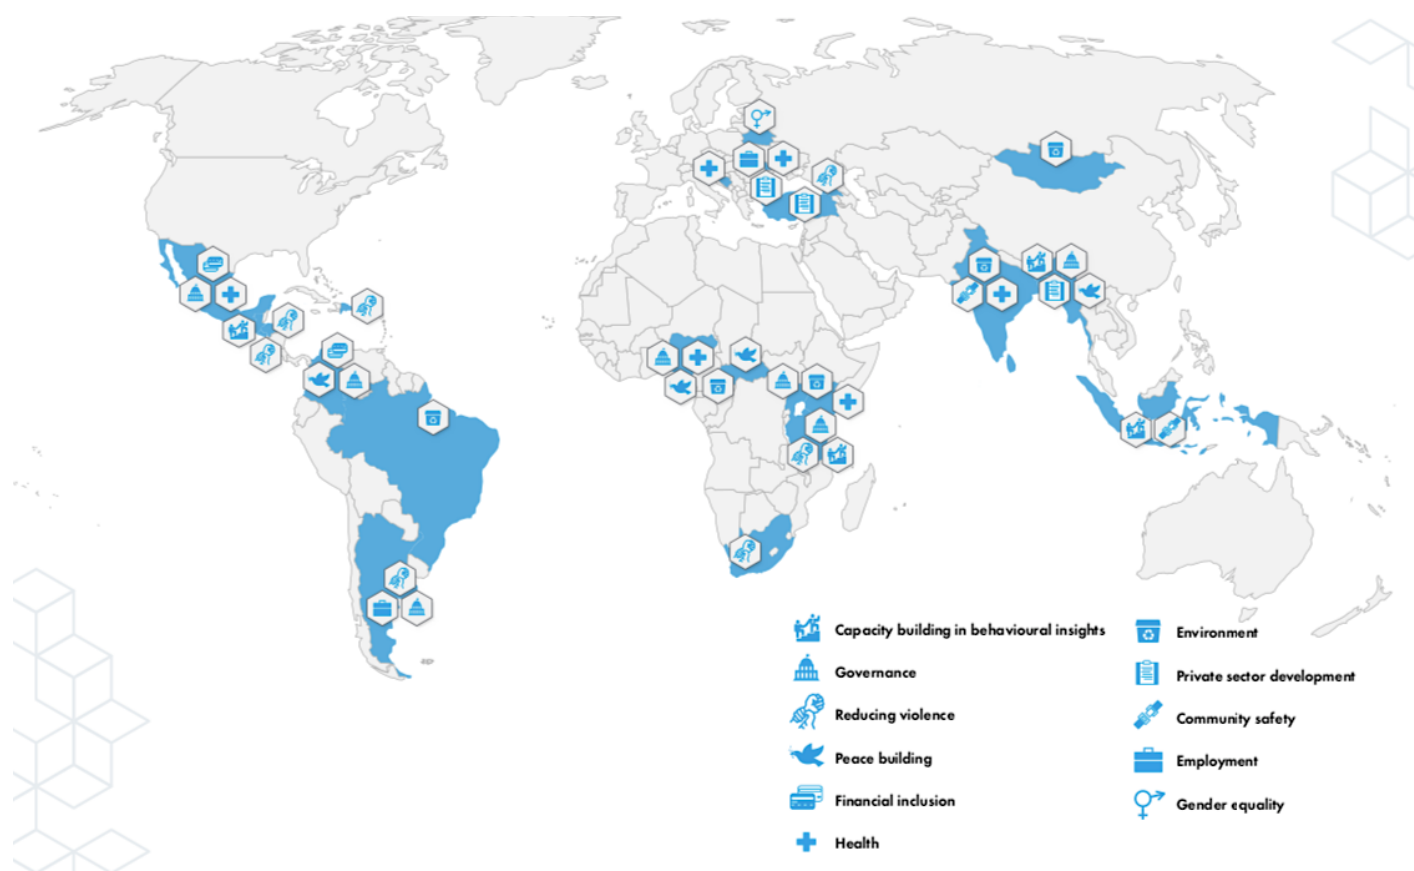 Capacity building in behavioural insights
Governance
Reducing violence
Peace building
Financial inclusion
Health
Environment
Private sector development
Community safety
Employment
Gender equality